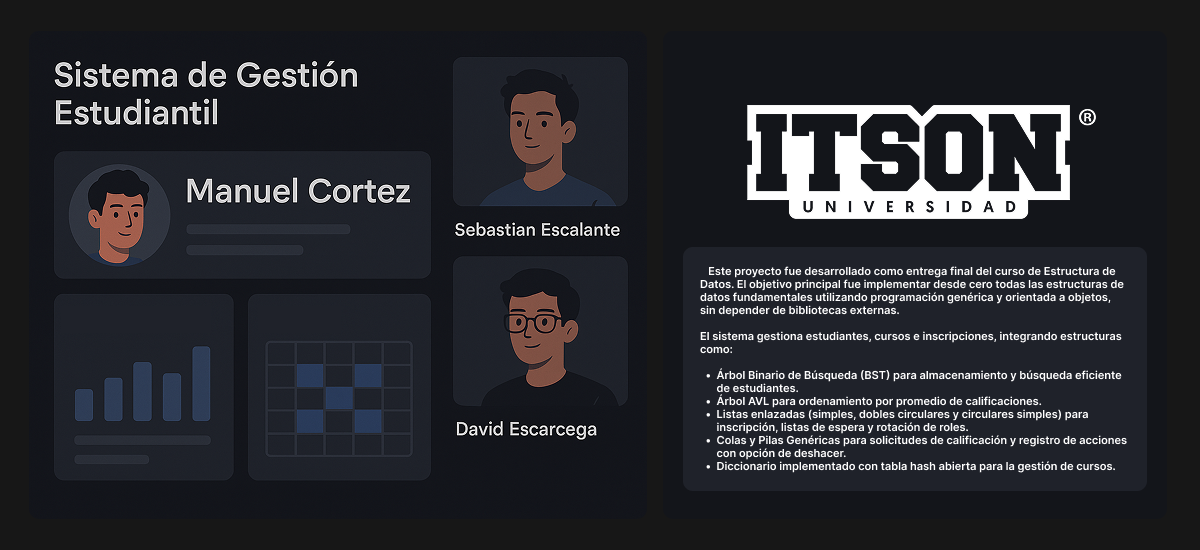 Sistema de Gestión
Estudiantil
Manuel Cortez
Sebastian Escalante
David Escarcega
ITSON®
UNIVERSIDAD
Este proyecto fue desarrollado como entrega final del curso de Estructura de
Datos. El objetivo principal fue implementar desde cero todas las estructuras de
datos fundamentales utilizando programación genérica y orientada a objetos,
sin depender de bibliotecas externas.
El sistema gestiona estudiantes, cursos e inscripciones, integrando estructuras
como:
• Árbol Binario de Búsqueda (BST) para almacenamiento y búsqueda eficiente
de estudiantes.
• Árbol AVL para ordenamiento por promedio de calificaciones.
• Listas enlazadas (simples, dobles circulares y circulares simples) para
inscripción, listas de espera y rotación de roles.
• Colas y Pilas Genéricas para solicitudes de calificación y registro de acciones
con opción de deshacer.
• Diccionario implementado con tabla hash abierta para la gestión de cursos.